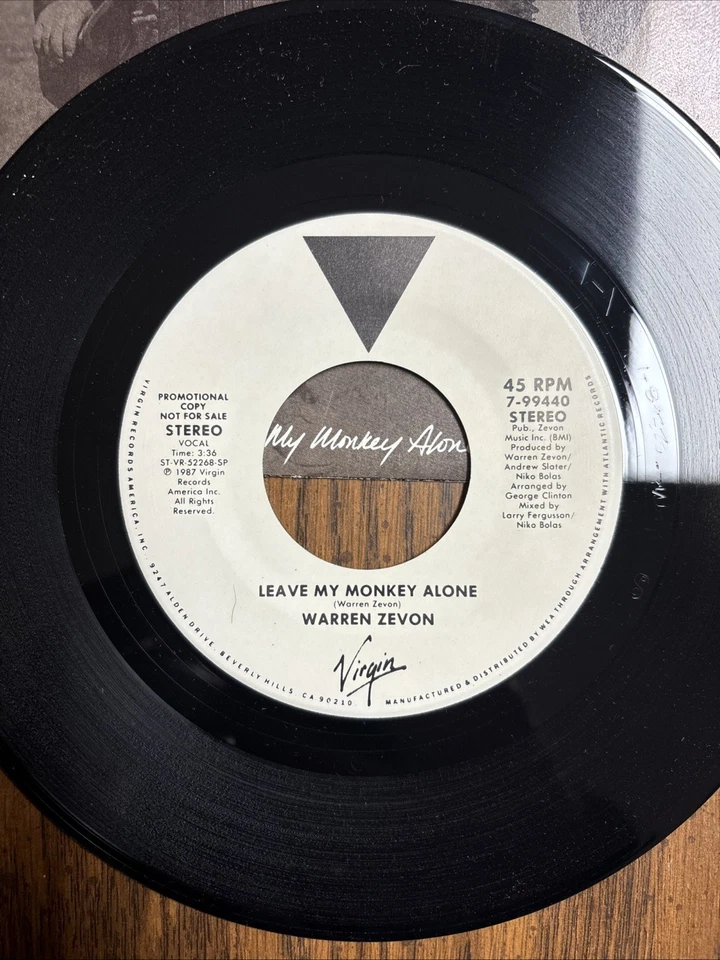 PROMOTIONAL
COPY
NOT FOR SALE
STEREO
VOCAL
Time: 3:36
ST-VR-52268-SP
℗ 1987 Virgin
Records
America Inc.
All Rights
Reserved.
My Monkey Alon
45 RPM
7-99440
STEREO
Pub., Zevon
Music Inc. (BMI)
Produced by
Warren Zevon/
Andrew Slater/
Niko Bolas
Arranged by
George Clinton
Mixed by
Larry Fergusson/
Niko Bolas
LEAVE MY MONKEY ALONE
(Warren Zevon)
WARREN ZEVON
Virgin
VIRGIN RECORDS AMERICA, INC. 9247 ALDEN DRIVE, BEVERLY HILLS, CA 90210
MANUFACTURED & DISTRIBUTED BY WEA THROUGH ARRANGEMENT WITH ATLANTIC RECORDS
1-1